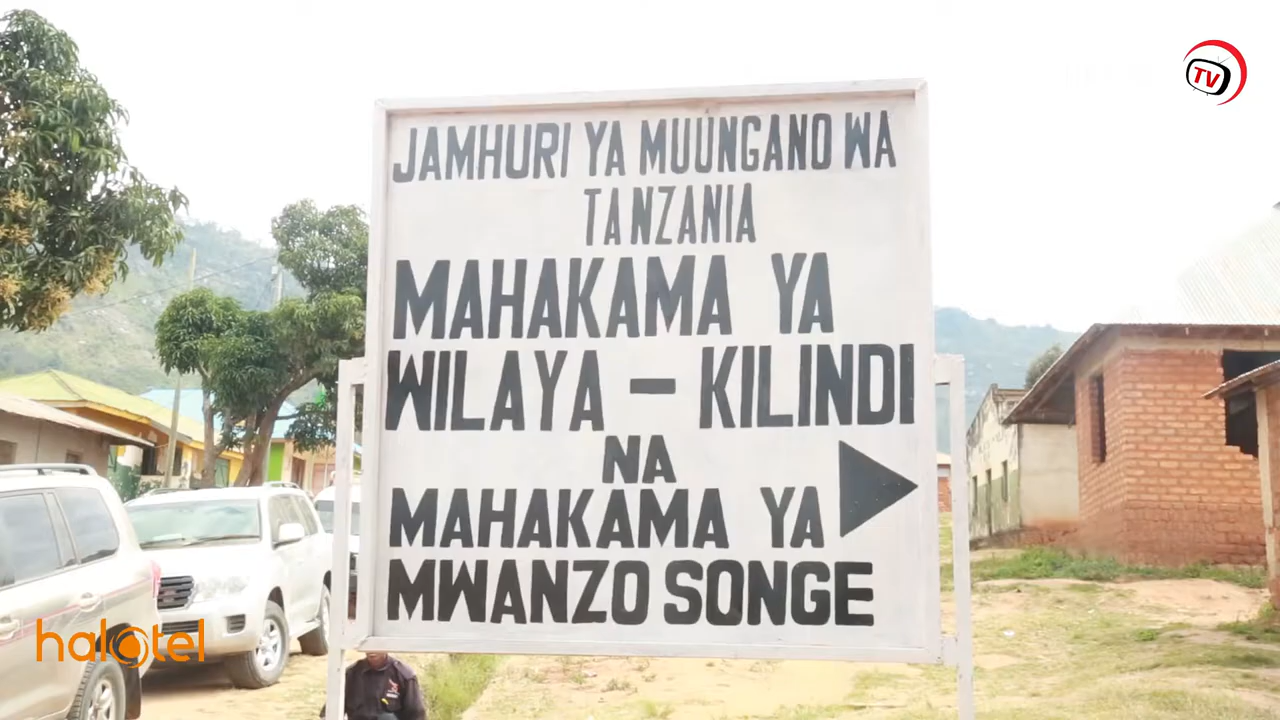 TV
JAMHURI YA MUUNGANO WA
TANZANIA
MAHAKAMA YA
WILAYA - KILINDI
NA
MAHAKAMA YA
MWANZO SONGE
halotel